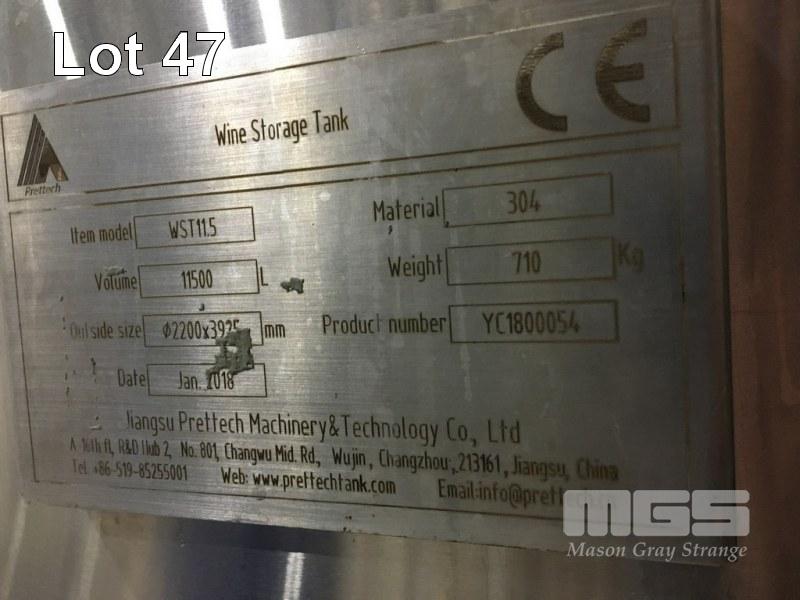 Lot 47
CE
Prettech
Wine Storage Tank
Item model WST11.5
Material 304
Volume 11500 L
Weight 710 Kg
Outside size Φ2200x3925 mm
Product number YC1800054
Date Jan. 2018
Jiangsu Prettech Machinery&Technology Co., Ltd
A 16th fl, R&D Hub 2, No. 801, Changwu Mid. Rd., Wujin, Changzhou, 213161, Jiangsu, China
Tel. +86-519-85255001 Web: www.prettechtank.com Email:info@prett
MGS
Mason Gray Strange